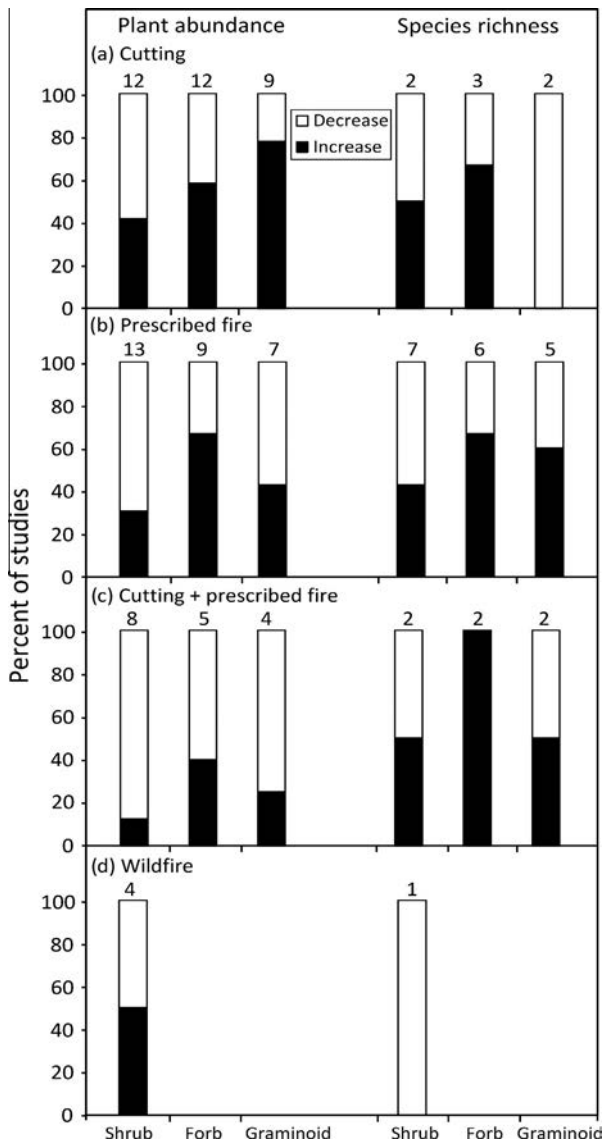 Plant abundance Species richness
(a) Cutting
12 12 9 2 3 2
100
80
60
40
20
0
Decrease
Increase
(b) Prescribed fire
13 9 7 7 6 5
100
80
60
40
20
0
Percent of studies
(c) Cutting + prescribed fire
8 5 4 2 2 2
100
80
60
40
20
0
(d) Wildfire
4 1
100
80
60
40
20
0
Shrub Forb Graminoid Shrub Forb Graminoid